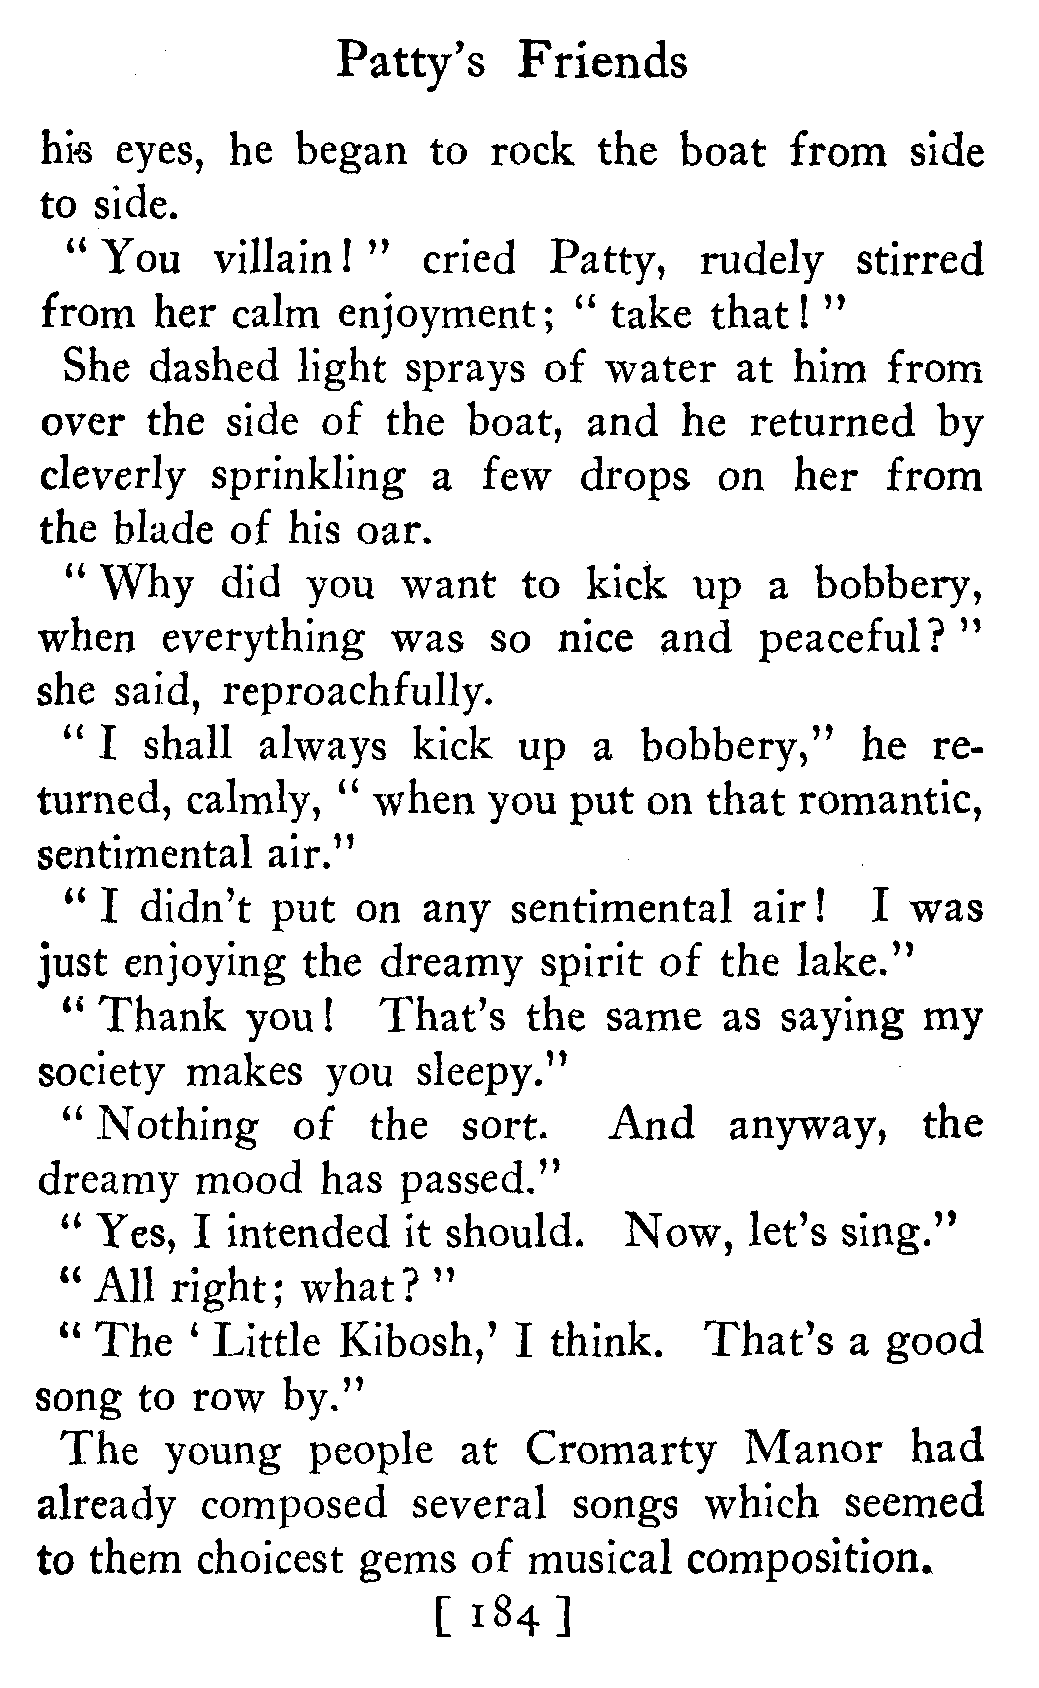 Patty's Friends
his eyes, he began to rock the boat from side
to side.
" You villain! " cried Patty, rudely stirred
from her calm enjoyment; " take that! "
She dashed light sprays of water at him from
over the side of the boat, and he returned by
cleverly sprinkling a few drops on her from
the blade of his oar.
" Why did you want to kick up a bobbery,
when everything was so nice and peaceful? "
she said, reproachfully.
" I shall always kick up a bobbery," he re-
turned, calmly, " when you put on that romantic,
sentimental air."
" I didn't put on any sentimental air! I was
just enjoying the dreamy spirit of the lake."
" Thank you! That's the same as saying my
society makes you sleepy."
" Nothing of the sort. And anyway, the
dreamy mood has passed."
" Yes, I intended it should. Now, let's sing."
" All right; what? "
" The ' Little Kibosh,' I think. That's a good
song to row by."
The young people at Cromarty Manor had
already composed several songs which seemed
to them choicest gems of musical composition.
[ 184 ]